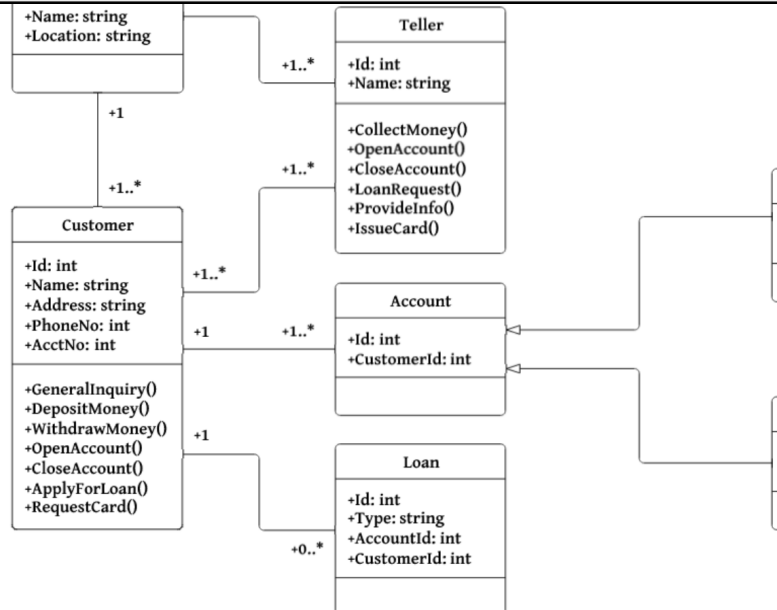 +Name: string
+Location: string
+1
+1..*
Customer
+Id: int
+Name: string
+Address: string
+PhoneNo: int
+AcctNo: int
+GeneralInquiry()
+DepositMoney()
+WithdrawMoney()
+OpenAccount()
+CloseAccount()
+ApplyForLoan()
+RequestCard()
+1..*
Teller
+Id: int
+Name: string
+CollectMoney()
+OpenAccount()
+CloseAccount()
+LoanRequest()
+ProvideInfo()
+IssueCard()
+1..*
+1..*
+1
+1..*
Account
+Id: int
+CustomerId: int
+1
+0..*
Loan
+Id: int
+Type: string
+AccountId: int
+CustomerId: int